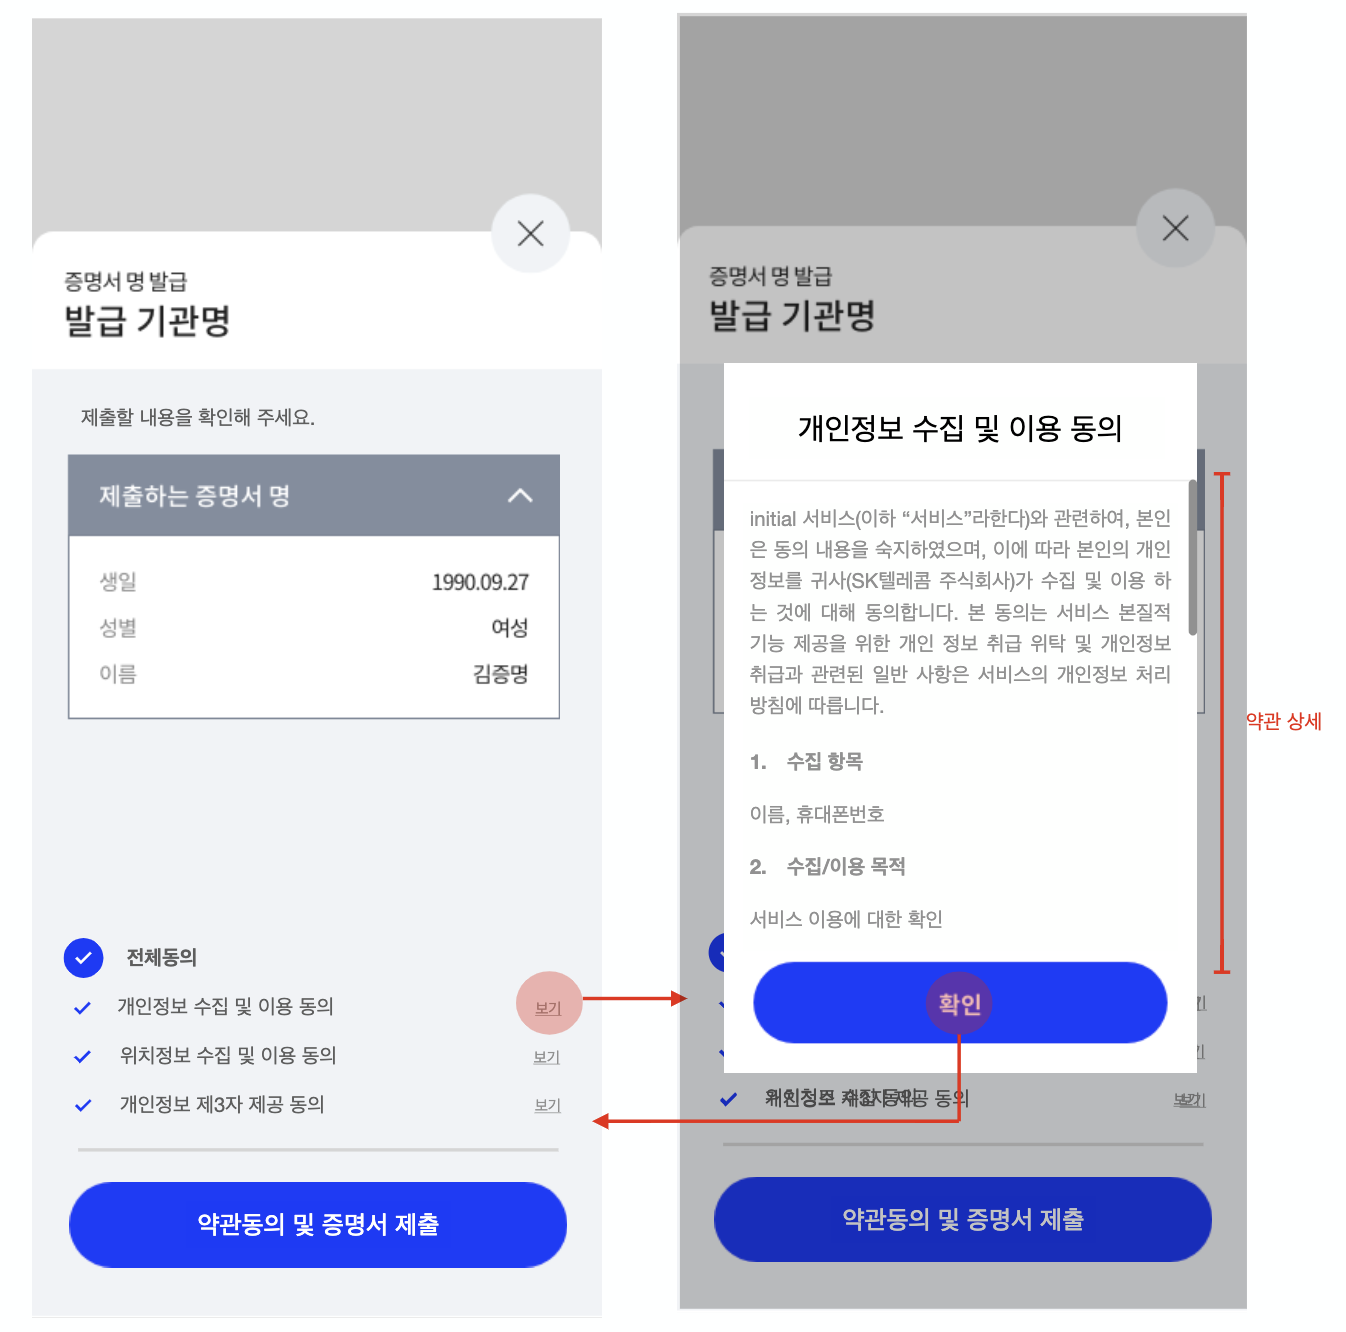 증명서 명 발급
발급 기관명
제출할 내용을 확인해 주세요.
제출하는 증명서 명
생일 1990.09.27
성별 여성
이름 김증명
전체동의
개인정보 수집 및 이용 동의 보기
위치정보 수집 및 이용 동의 보기
개인정보 제3자 제공 동의 보기
약관동의 및 증명서 제출
증명서 명 발급
발급 기관명
개인정보 수집 및 이용 동의
initial 서비스(이하 “서비스”라한다)와 관련하여, 본인
은 동의 내용을 숙지하였으며, 이에 따라 본인의 개인
정보를 귀사(SK텔레콤 주식회사)가 수집 및 이용 하
는 것에 대해 동의합니다. 본 동의는 서비스 본질적
기능 제공을 위한 개인 정보 취급 위탁 및 개인정보
취급과 관련된 일반 사항은 서비스의 개인정보 처리
방침에 따릅니다.
1. 수집 항목
이름, 휴대폰번호
2. 수집/이용 목적
서비스 이용에 대한 확인
확인
약관동의 및 증명서 제출
약관 상세